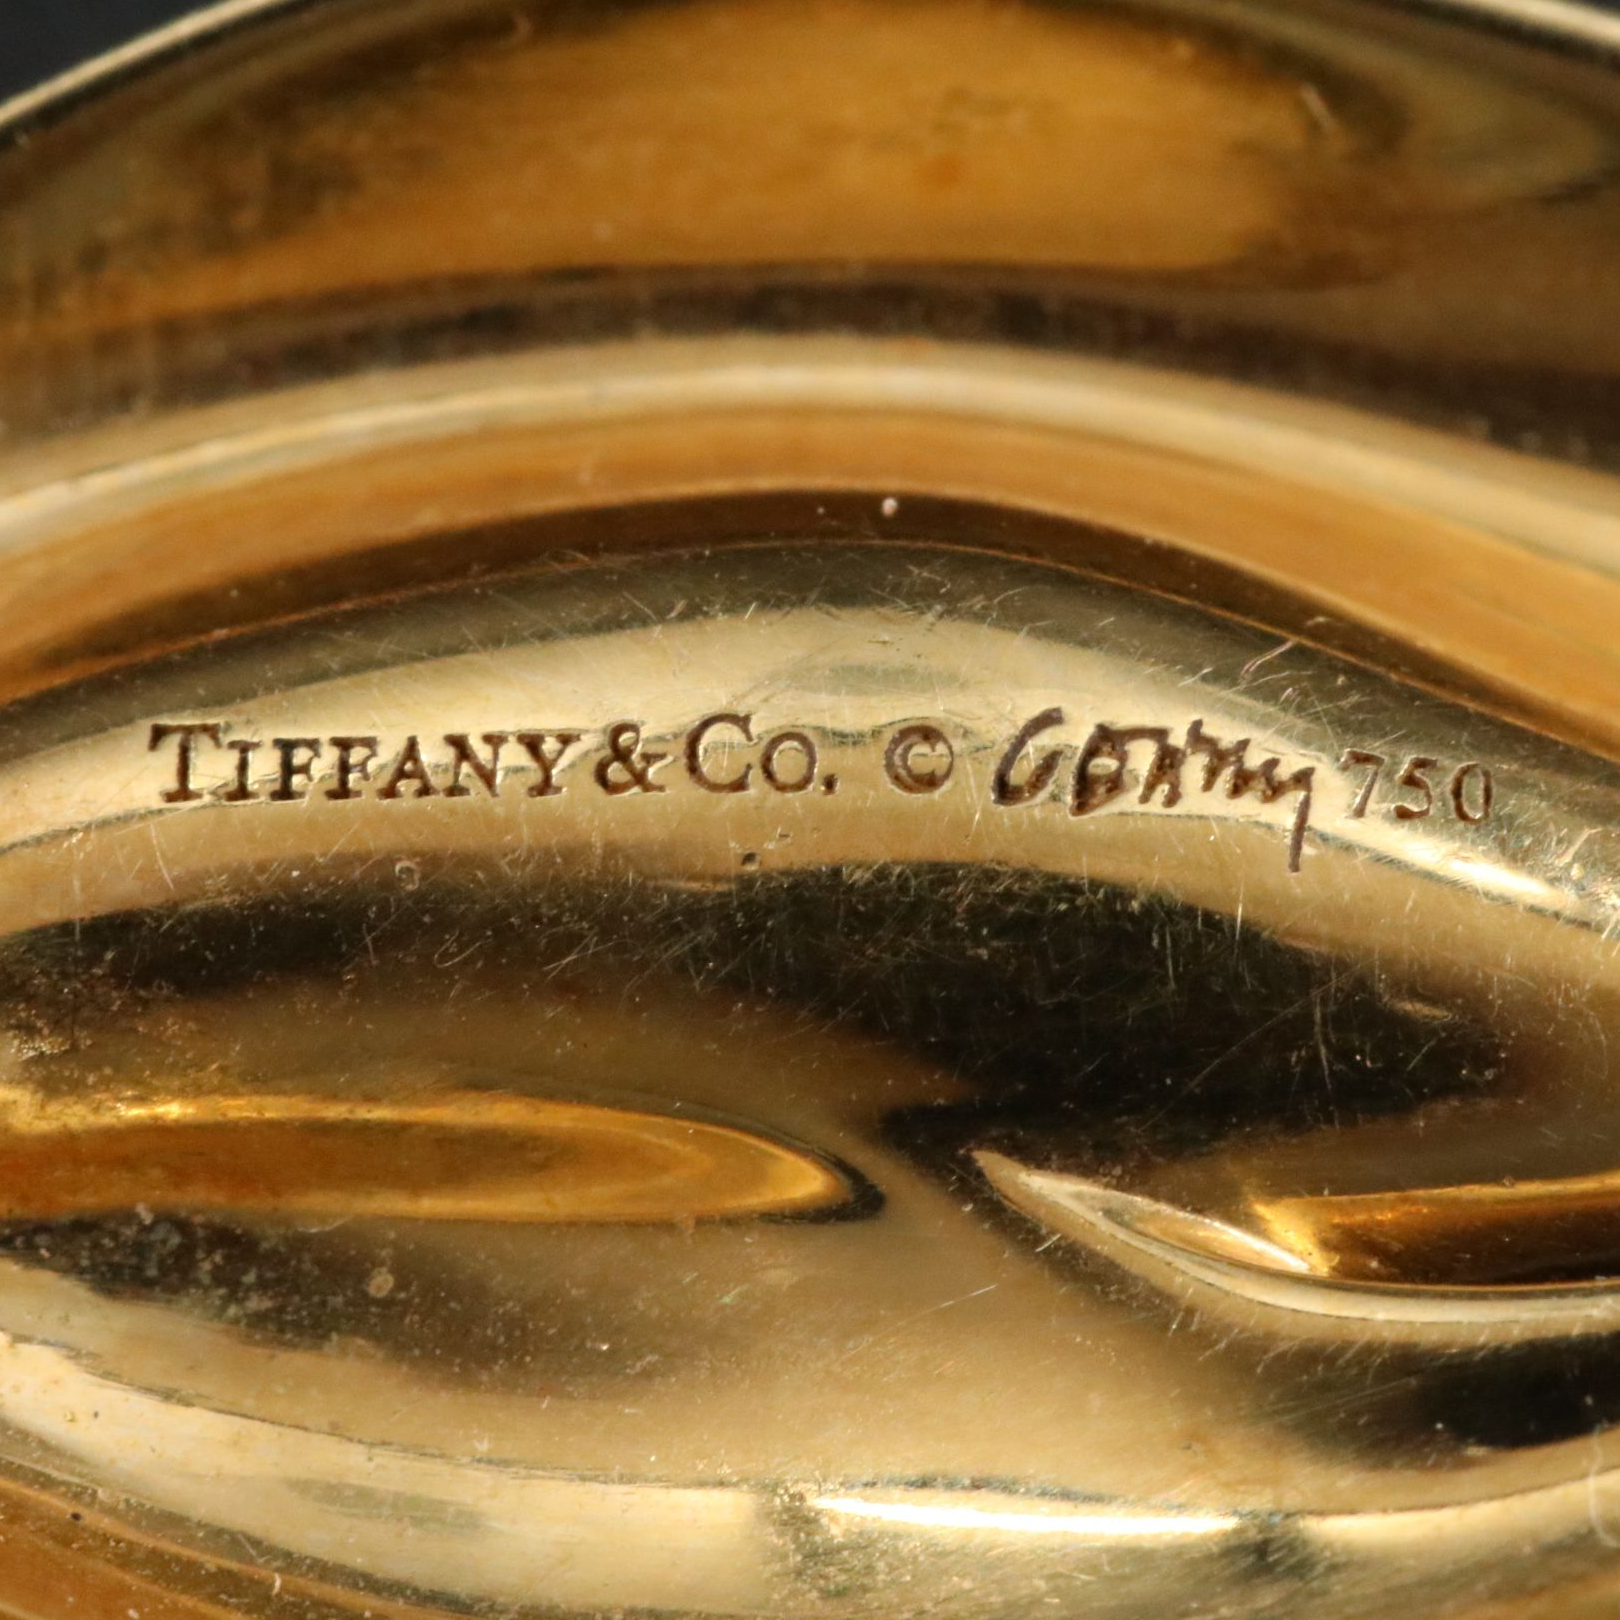 TIFFANY & CO. © Gehry 750